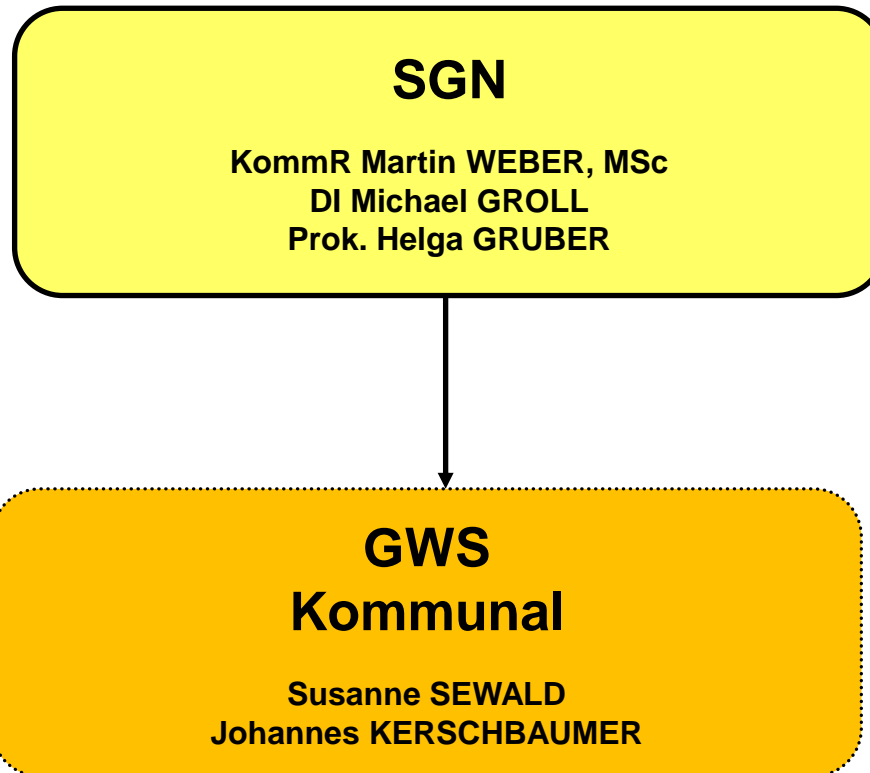 SGN
KommR Martin WEBER, MSc
DI Michael GROLL
Prok. Helga GRUBER
GWS
Kommunal
Susanne SEWALD
Johannes KERSCHBAUMER